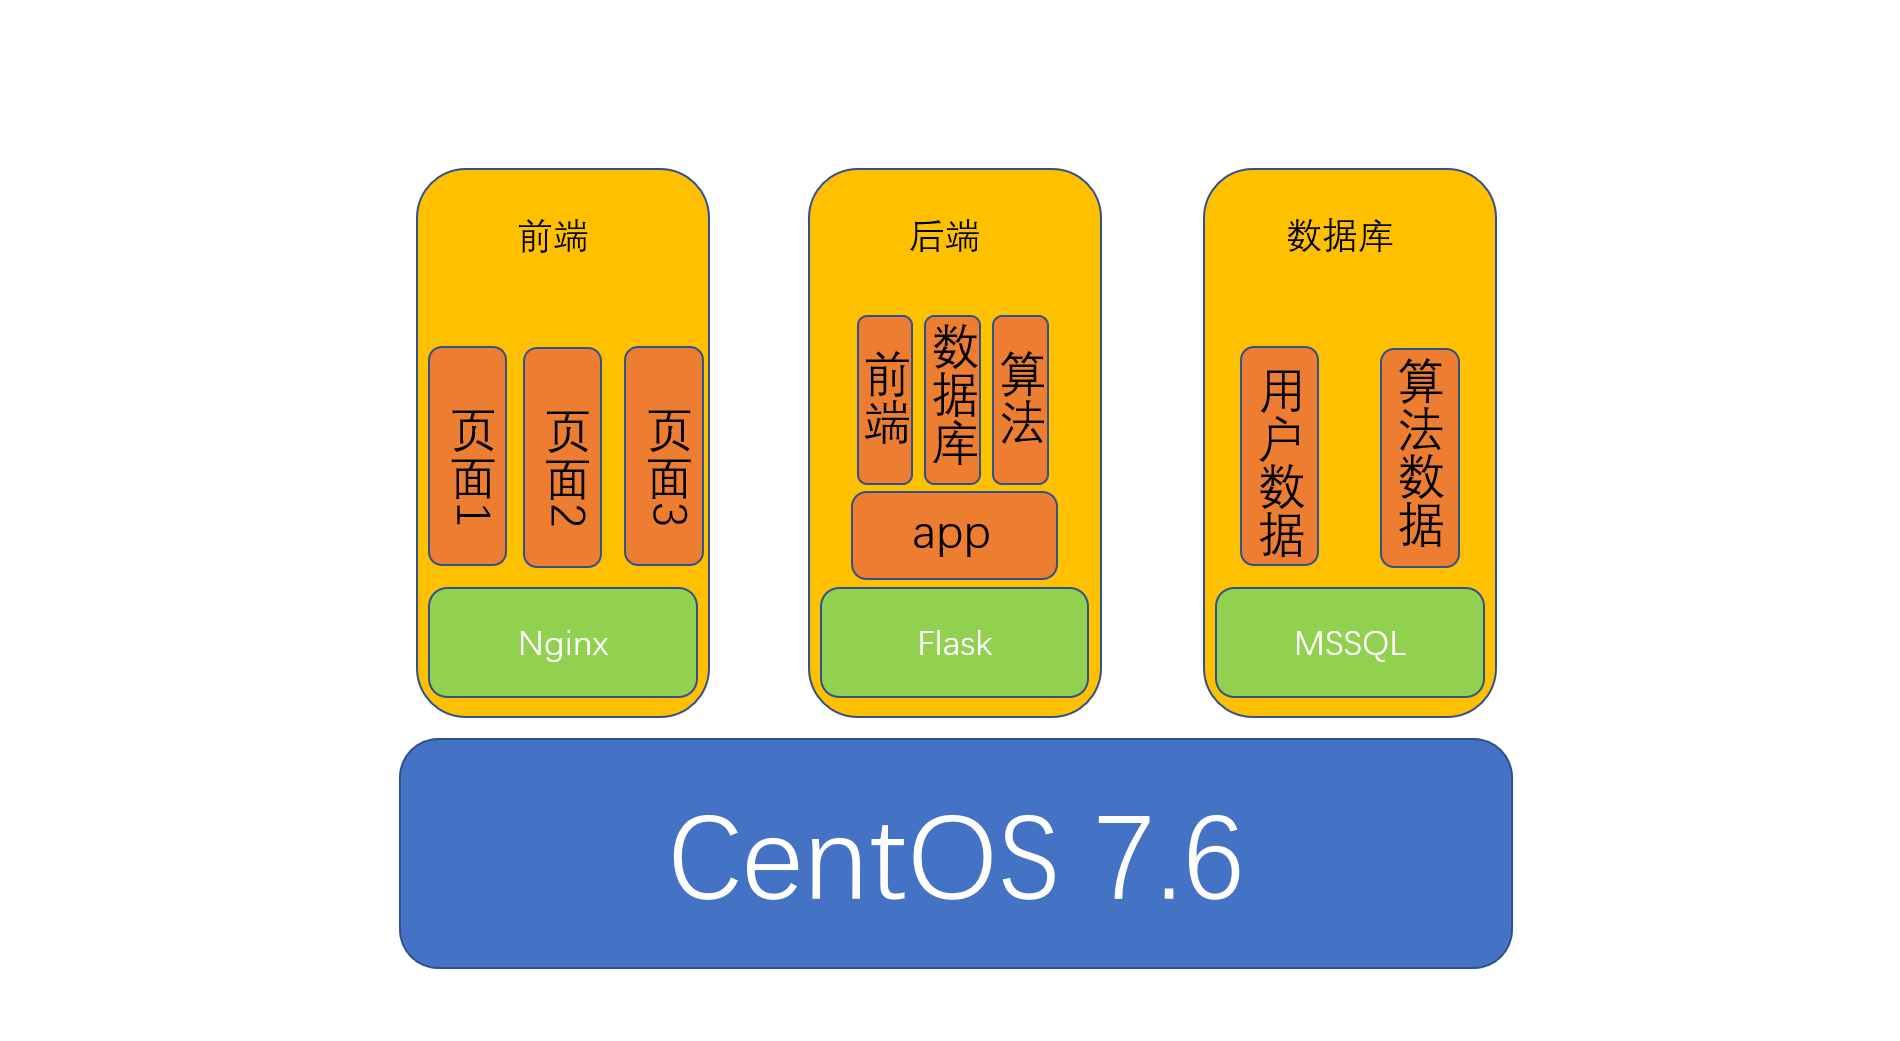 前端
后端
数据库
页面1
页面2
页面3
前端
数据库
算法
app
用户数据
算法数据
Nginx
Flask
MSSQL
CentOS 7.6